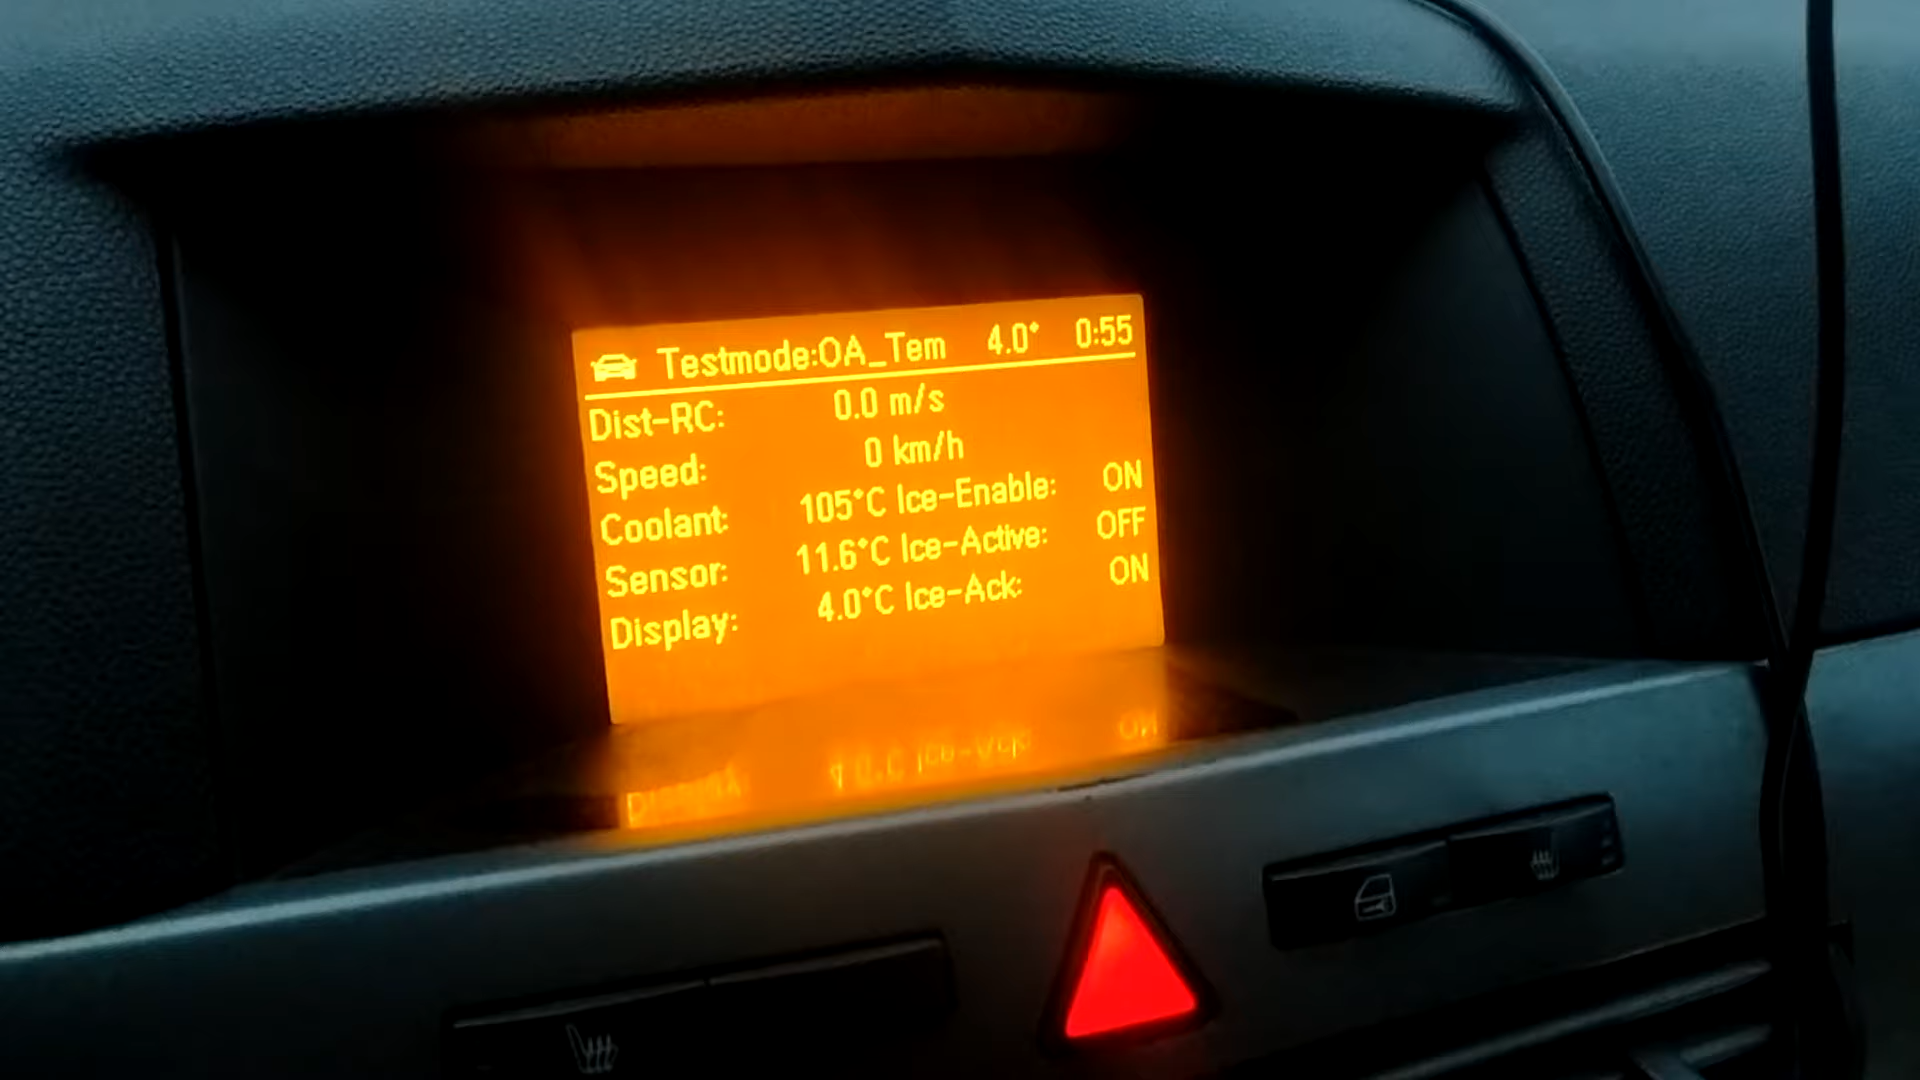 Testmode:OA_Tem 4.0° 0:55
Dist-RC: 0.0 m/s
Speed: 0 km/h
Coolant: 105°C Ice-Enable: ON
Sensor: 11.6°C Ice-Active: OFF
Display: 4.0°C Ice-Ack: ON